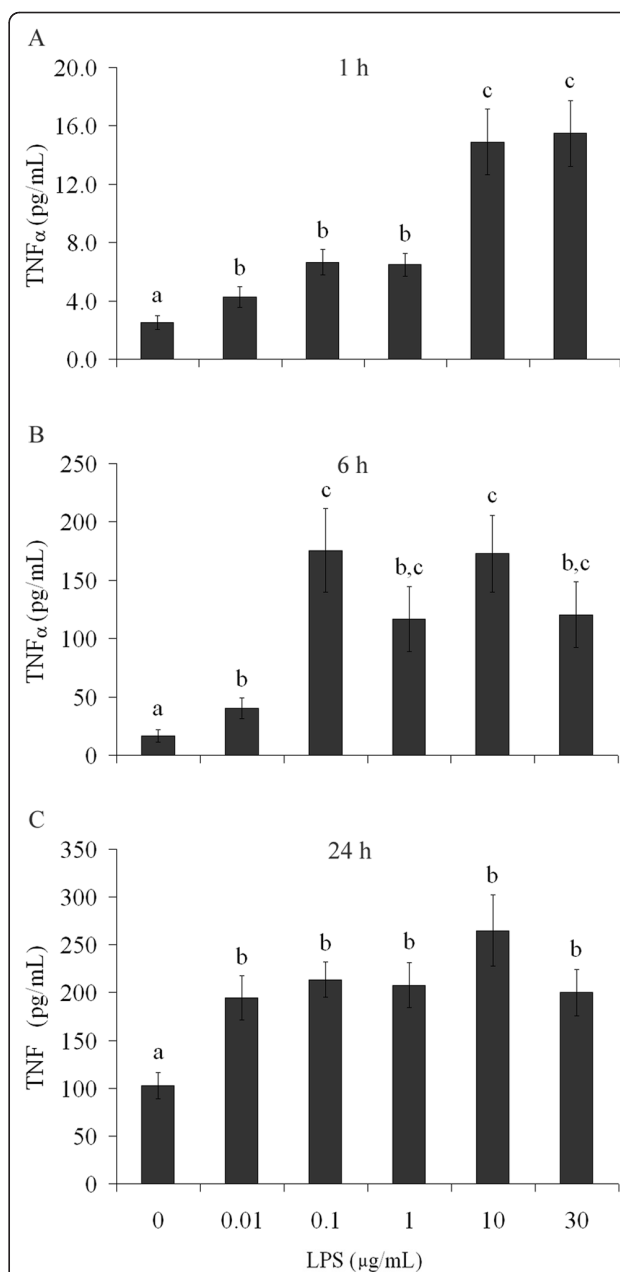 A
1 h
20.0
16.0
12.0
8.0
4.0
0.0
TNFα (pg/mL)
a
b
b
b
c
c
B
6 h
250
200
150
100
50
0
TNFα (pg/mL)
a
b
c
b,c
c
b,c
C
24 h
350
300
250
200
150
100
50
0
TNF (pg/mL)
a
b
b
b
b
b
0 0.01 0.1 1 10 30
LPS (µg/mL)